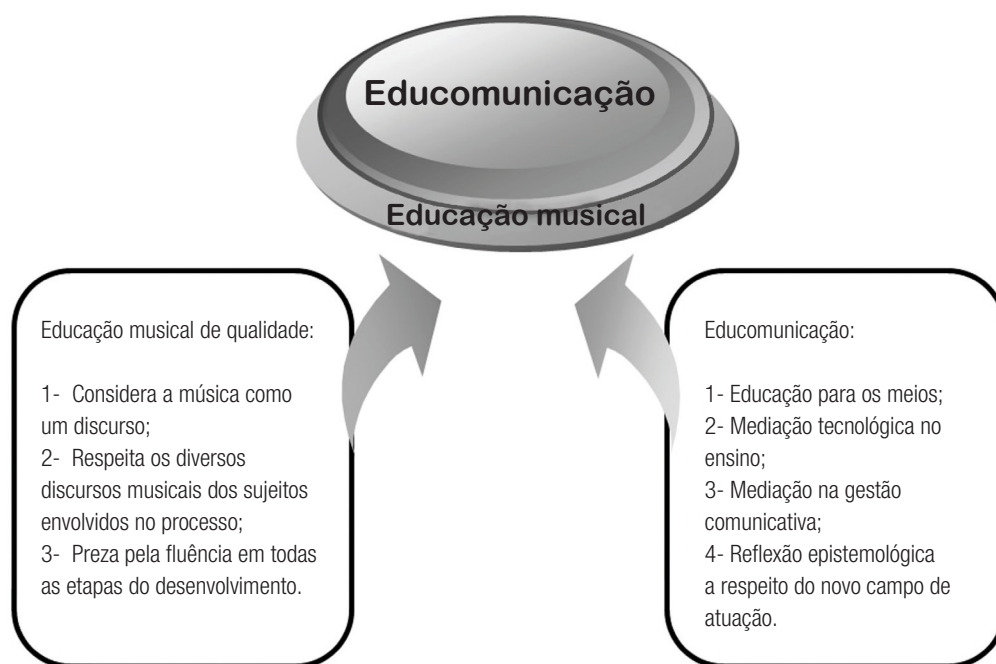 Educomunicação
Educação musical
Educação musical de qualidade:
1- Considera a música como
um discurso;
2- Respeita os diversos
discursos musicais dos sujeitos
envolvidos no processo;
3- Preza pela fluência em todas
as etapas do desenvolvimento.
Educomunicação:
1- Educação para os meios;
2- Mediação tecnológica no
ensino;
3- Mediação na gestão
comunicativa;
4- Reflexão epistemológica
a respeito do novo campo de
atuação.